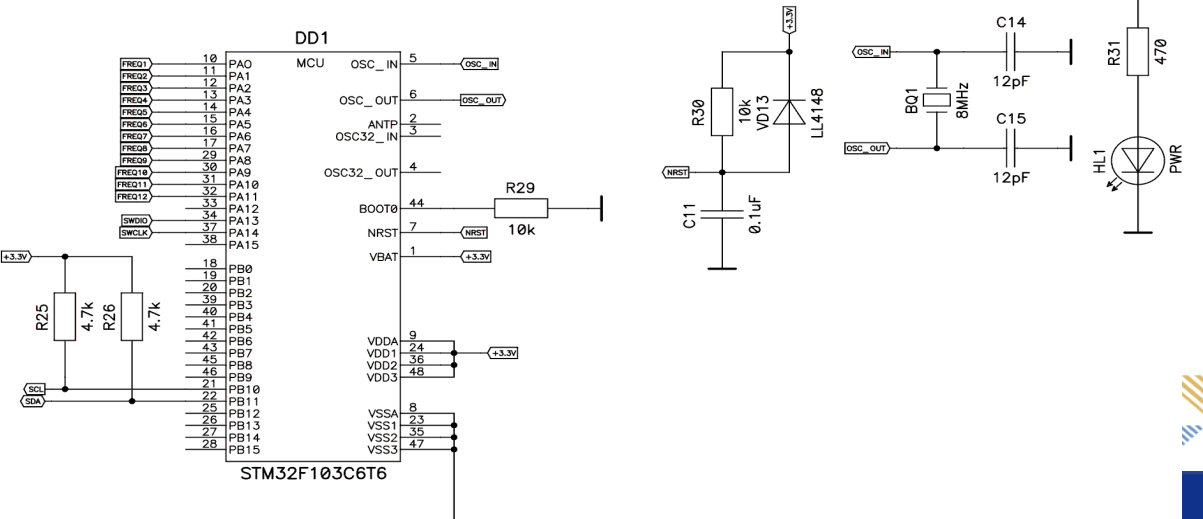 DD1
MCU
FREQ1 10 PA0
FREQ2 11 PA1
FREQ3 12 PA2
FREQ4 13 PA3
FREQ5 14 PA4
FREQ6 15 PA5
FREQ7 16 PA6
FREQ8 17 PA7
FREQ9 29 PA8
FREQ10 30 PA9
FREQ11 31 PA10
FREQ12 32 PA11
33 PA12
SWDIO 34 PA13
SWCLK 37 PA14
38 PA15
18 PB0
19 PB1
20 PB2
39 PB3
40 PB4
41 PB5
42 PB6
43 PB7
45 PB8
46 PB9
SCL 21 PB10
SDA 22 PB11
25 PB12
26 PB13
27 PB14
28 PB15
+3.3V
R25 4.7k
R26 4.7k
OSC_IN 5 OSC_IN
OSC_OUT 6 OSC_OUT
ANTP 2
OSC32_IN 3
OSC32_OUT 4
BOOT0 44
R29
10k
NRST 7 NRST
VBAT 1 +3.3V
VDDA 9
VDD1 24 +3.3V
VDD2 36
VDD3 48
VSSA 8
VSS1 23
VSS2 35
VSS3 47
STM32F103C6T6
+3.3V
R30 10k
VD13 LL4148
NRST
C11 0.1uF
OSC_IN
C14
12pF
BQ1 8MHz
OSC_OUT
C15
12pF
R31 470
HL1 PWR